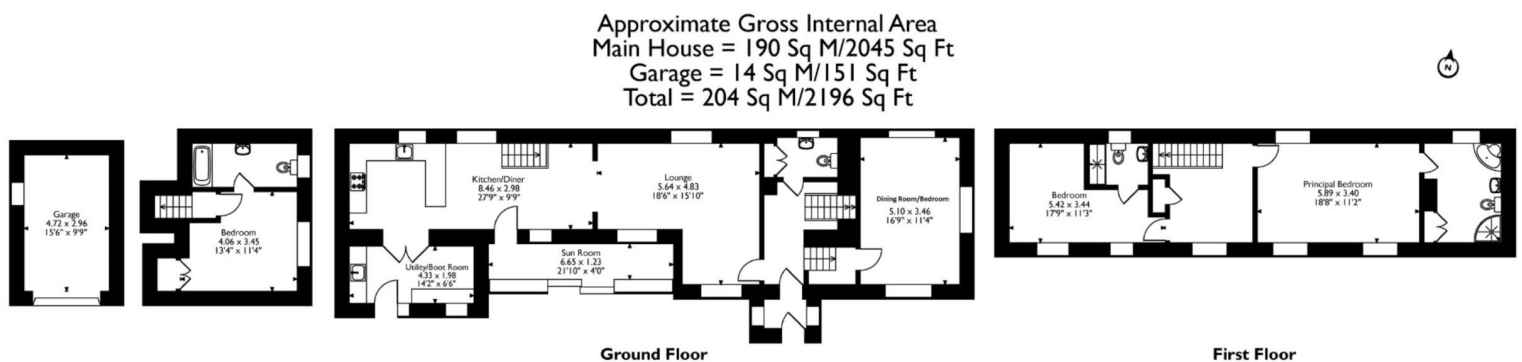 Approximate Gross Internal Area
Main House = 190 Sq M/2045 Sq Ft
Garage = 14 Sq M/151 Sq Ft
Total = 204 Sq M/2196 Sq Ft
N
Garage
4.72 x 2.96
15'6" x 9'9"
Bedroom
4.06 x 3.45
13'4" x 11'4"
Kitchen/Diner
8.46 x 2.98
27'9" x 9'9"
Lounge
5.64 x 4.83
18'6" x 15'10"
Dining Room/Bedroom
5.10 x 3.46
16'9" x 11'4"
Utility/Boot Room
4.33 x 1.98
14'2" x 6'6"
Sun Room
6.65 x 1.23
21'10" x 4'0"
Bedroom
5.42 x 3.44
17'9" x 11'3"
Principal Bedroom
5.89 x 3.40
18'8" x 11'2"
Ground Floor
First Floor